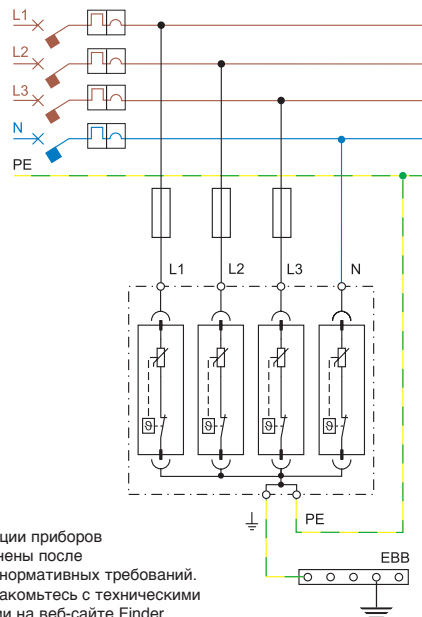 L1
L2
L3
N
PE
L1 L2 L3 N
ϑ ϑ ϑ ϑ
PE
EBB
ции приборов
нены после
нормативных требований.
акомьтесь с техническими
и на веб-сайте Finder